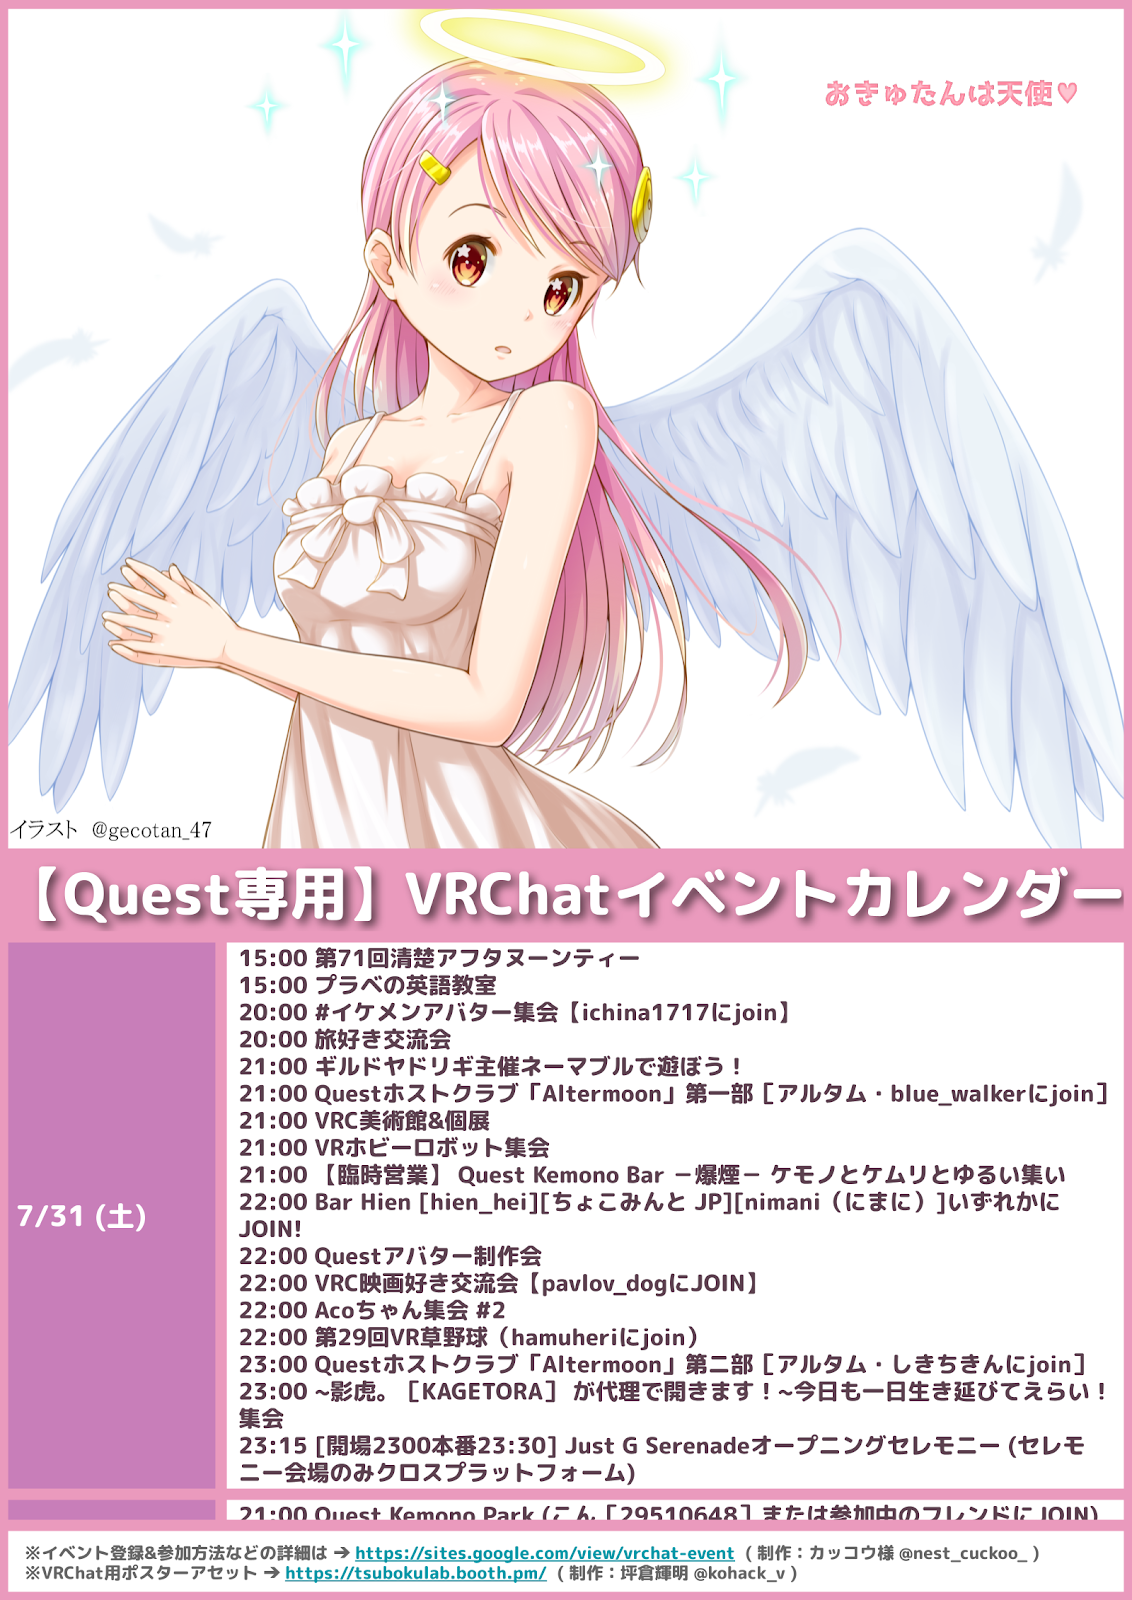 おきゅたんは天使♥
イラスト @gecotan_47
【Quest専用】VRChatイベントカレンダー
7/31 (土)
15:00 第71回清楚アフタヌーンティー
15:00 プラベの英語教室
20:00 #イケメンアバター集会【ichina1717にjoin】
20:00 旅好き交流会
21:00 ギルドヤドリギ主催ネーマブルで遊ぼう！
21:00 Questホストクラブ「Altermoon」第一部［アルタム・blue_walkerにjoin］
21:00 VRC美術館&個展
21:00 VRホビーロボット集会
21:00 【臨時営業】 Quest Kemono Bar －爆煙－ ケモノとケムリとゆるい集い
22:00 Bar Hien [hien_hei][ちょこみんと JP][nimani（にまに）]いずれかに
JOIN!
22:00 Questアバター制作会
22:00 VRC映画好き交流会【pavlov_dogにJOIN】
22:00 Acoちゃん集会 #2
22:00 第29回VR草野球（hamuheriにjoin）
23:00 Questホストクラブ「Altermoon」第二部［アルタム・しきちきんにjoin］
23:00 ~影虎。［KAGETORA］ が代理で開きます！~今日も一日生き延びてえらい！
集会
23:15 [開場2300本番23:30] Just G Serenadeオープニングセレモニー (セレモ
ニー会場のみクロスプラットフォーム)
21:00 Quest Kemono Park (こん［29510648］または参加中のフレンドにJOIN)
※イベント登録&参加方法などの詳細は → https://sites.google.com/view/vrchat-event ( 制作：カッコウ様 @nest_cuckoo_ )
※VRChat用ポスターアセット → https://tsubokulab.booth.pm/ ( 制作：坪倉輝明 @kohack_v )